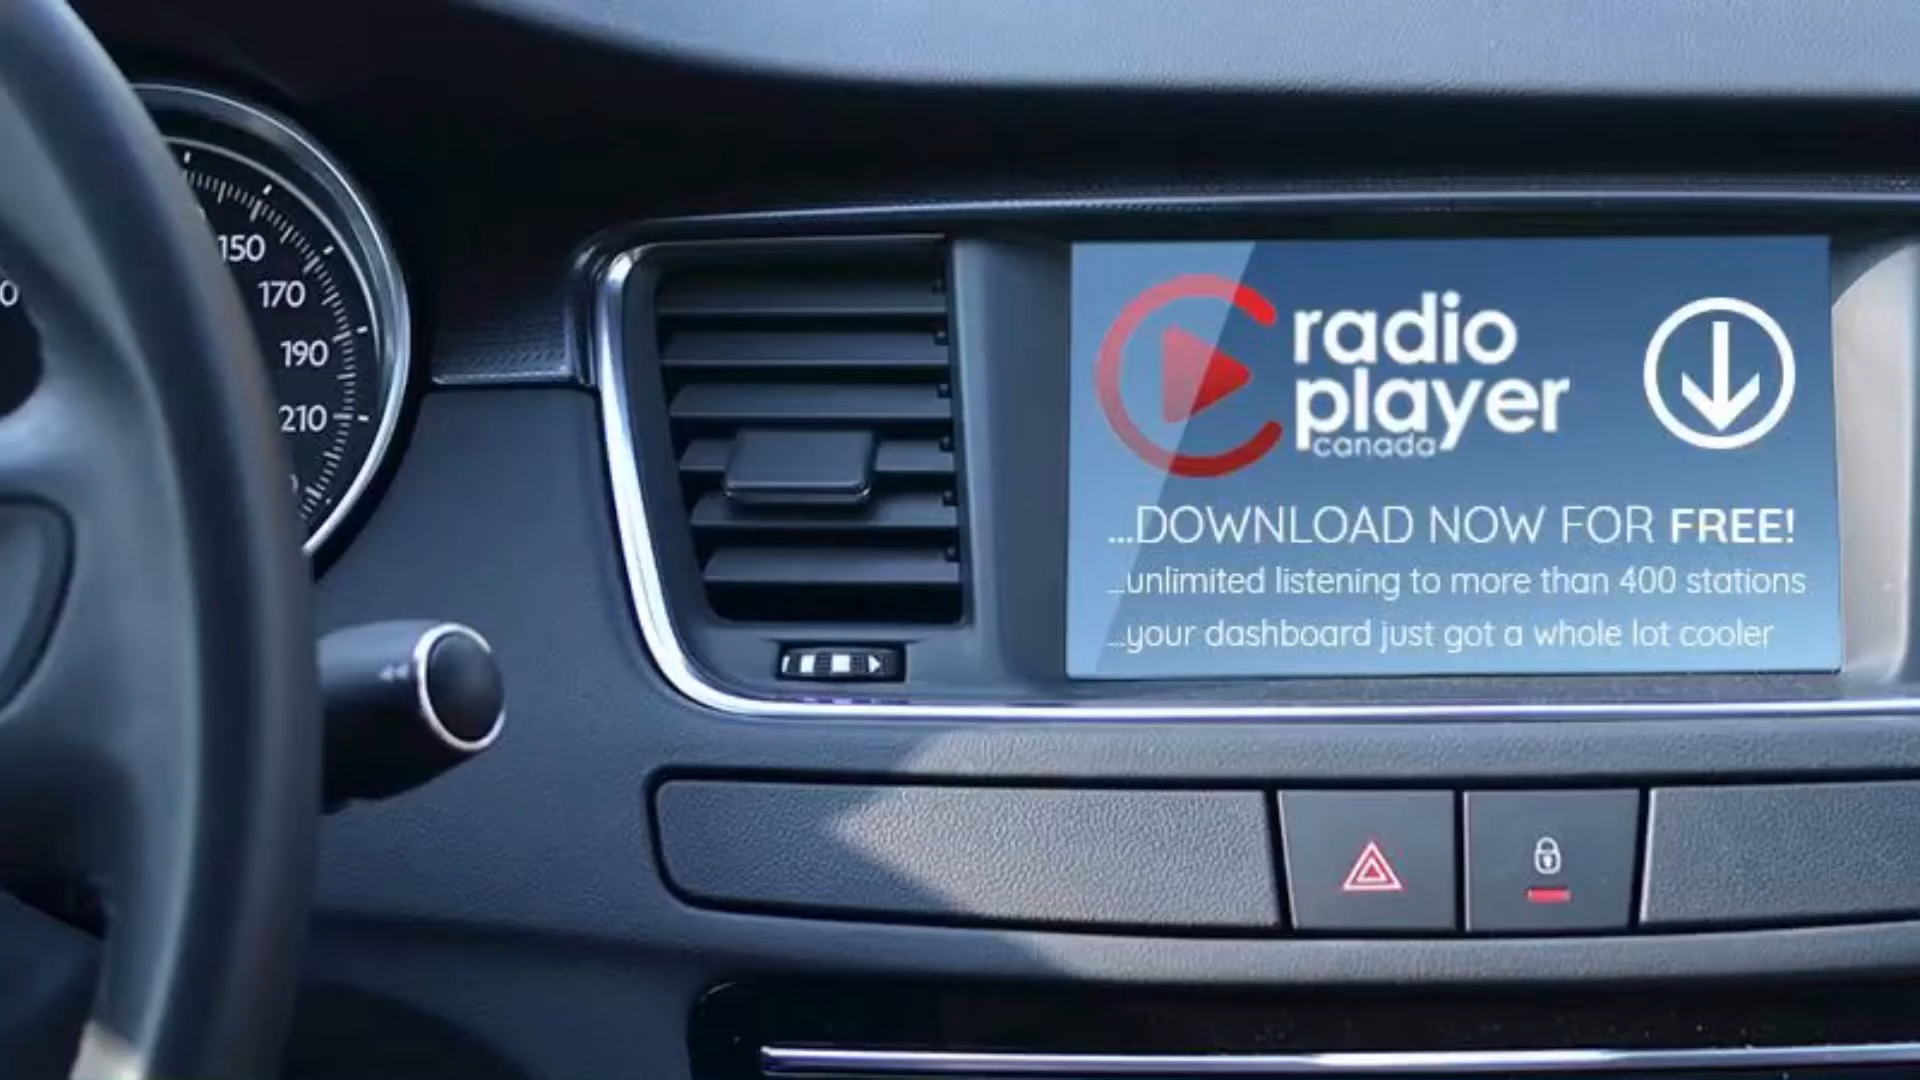 150
170
190
210
radio
player
canada
...DOWNLOAD NOW FOR FREE!
...unlimited listening to more than 400 stations
...your dashboard just got a whole lot cooler